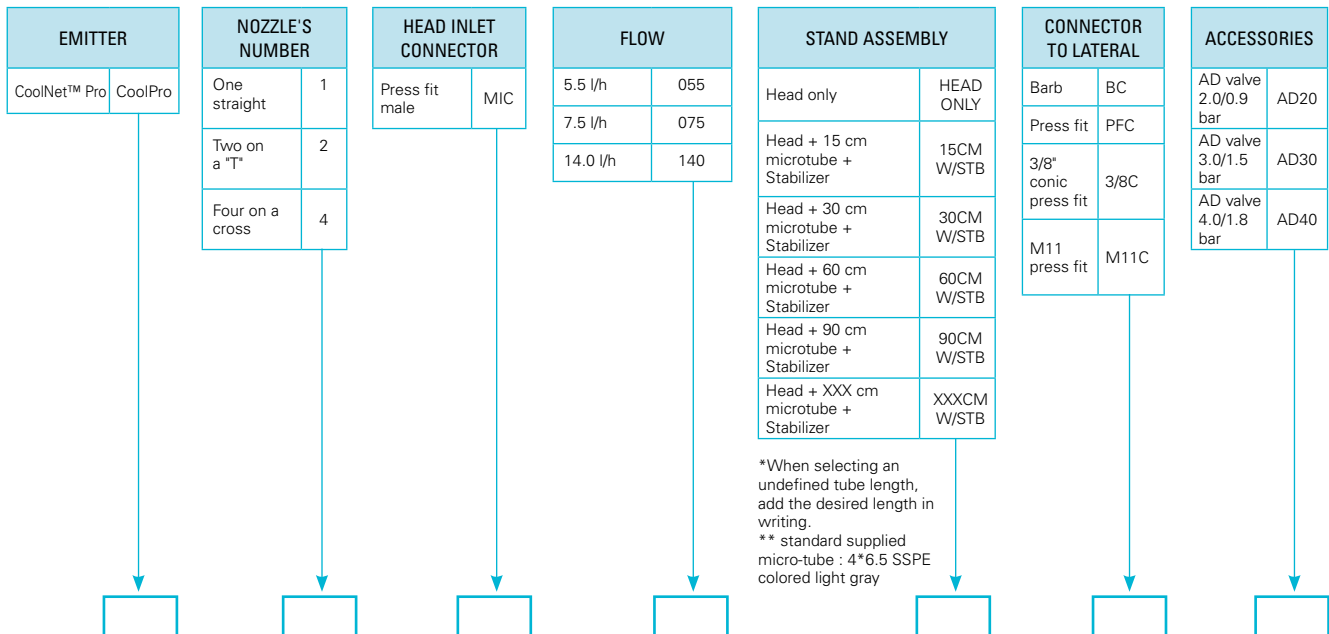 EMITTER
CoolNet™ Pro CoolPro
NOZZLE'S
NUMBER
One
straight
1
Two on
a "T"
2
Four on a
cross
4
HEAD INLET
CONNECTOR
Press fit
male
MIC
FLOW
5.5 l/h 055
7.5 l/h 075
14.0 l/h 140
STAND ASSEMBLY
Head only
HEAD
ONLY
Head + 15 cm
microtube +
Stabilizer
15CM
W/STB
Head + 30 cm
microtube +
Stabilizer
30CM
W/STB
Head + 60 cm
microtube +
Stabilizer
60CM
W/STB
Head + 90 cm
microtube +
Stabilizer
90CM
W/STB
Head + XXX cm
microtube +
Stabilizer
XXXCM
W/STB
*When selecting an
undefined tube length,
add the desired length in
writing.
** standard supplied
micro-tube : 4*6.5 SSPE
colored light gray
CONNECTOR
TO LATERAL
Barb BC
Press fit PFC
3/8"
conic
press fit
3/8C
M11
press fit
M11C
ACCESSORIES
AD valve
2.0/0.9
bar
AD20
AD valve
3.0/1.5
bar
AD30
AD valve
4.0/1.8
bar
AD40